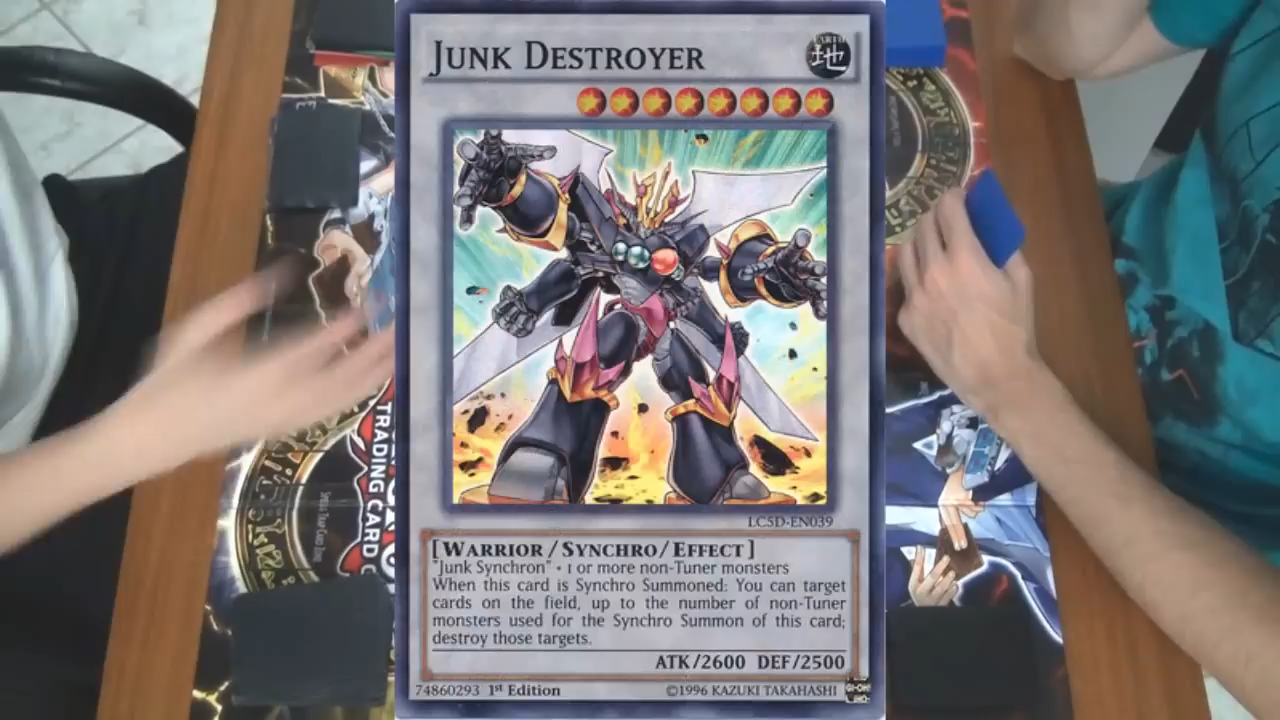 JUNK DESTROYER
EARTH
地
LC5D-EN039
[WARRIOR/SYNCHRO/EFFECT]
"Junk Synchron" + 1 or more non-Tuner monsters
When this card is Synchro Summoned: You can target
cards on the field, up to the number of non-Tuner
monsters used for the Synchro Summon of this card;
destroy those targets.
ATK/2600 DEF/2500
74860293 1st Edition
©1996 KAZUKI TAKAHASHI
TRADING CARD